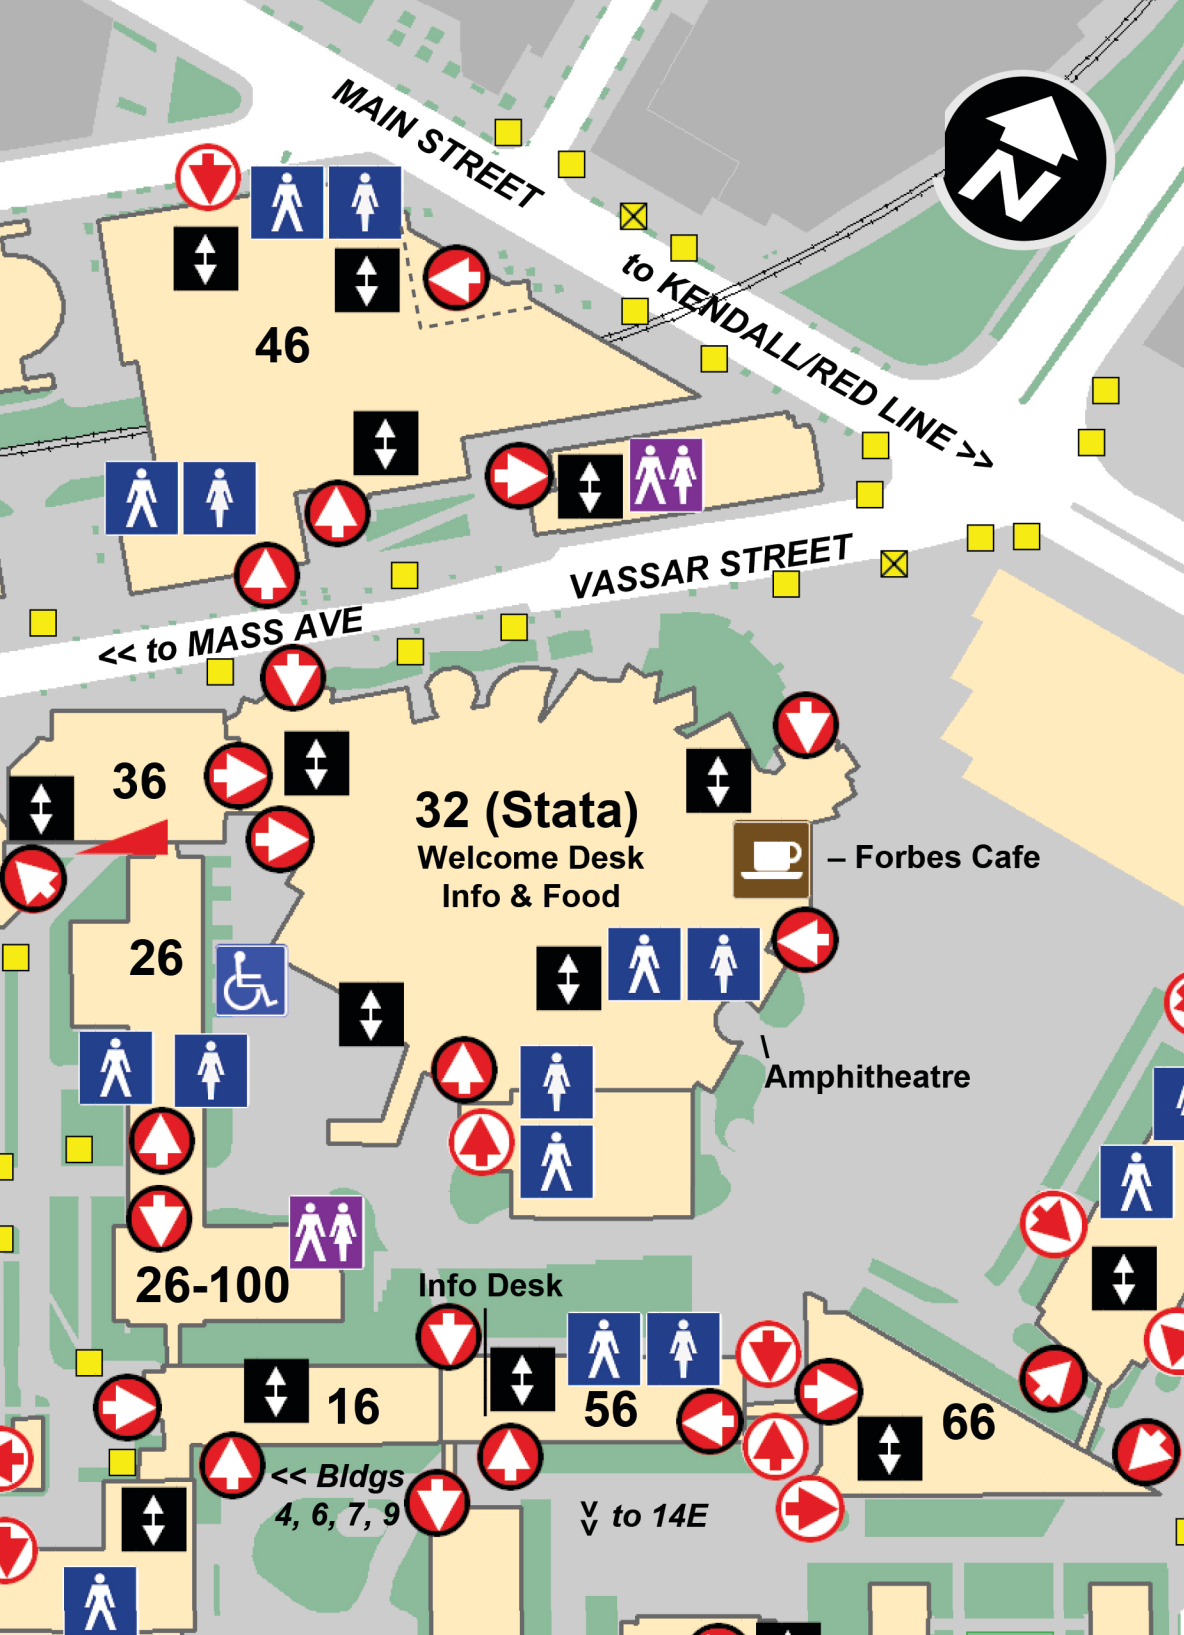 MAIN STREET
N
to KENDALL/RED LINE >>
46
VASSAR STREET
<< to MASS AVE
36
32 (Stata)
Welcome Desk
Info & Food
– Forbes Cafe
26
\
Amphitheatre
26-100
Info Desk
16
56
66
<< Bldgs
4, 6, 7, 9
>> to 14E